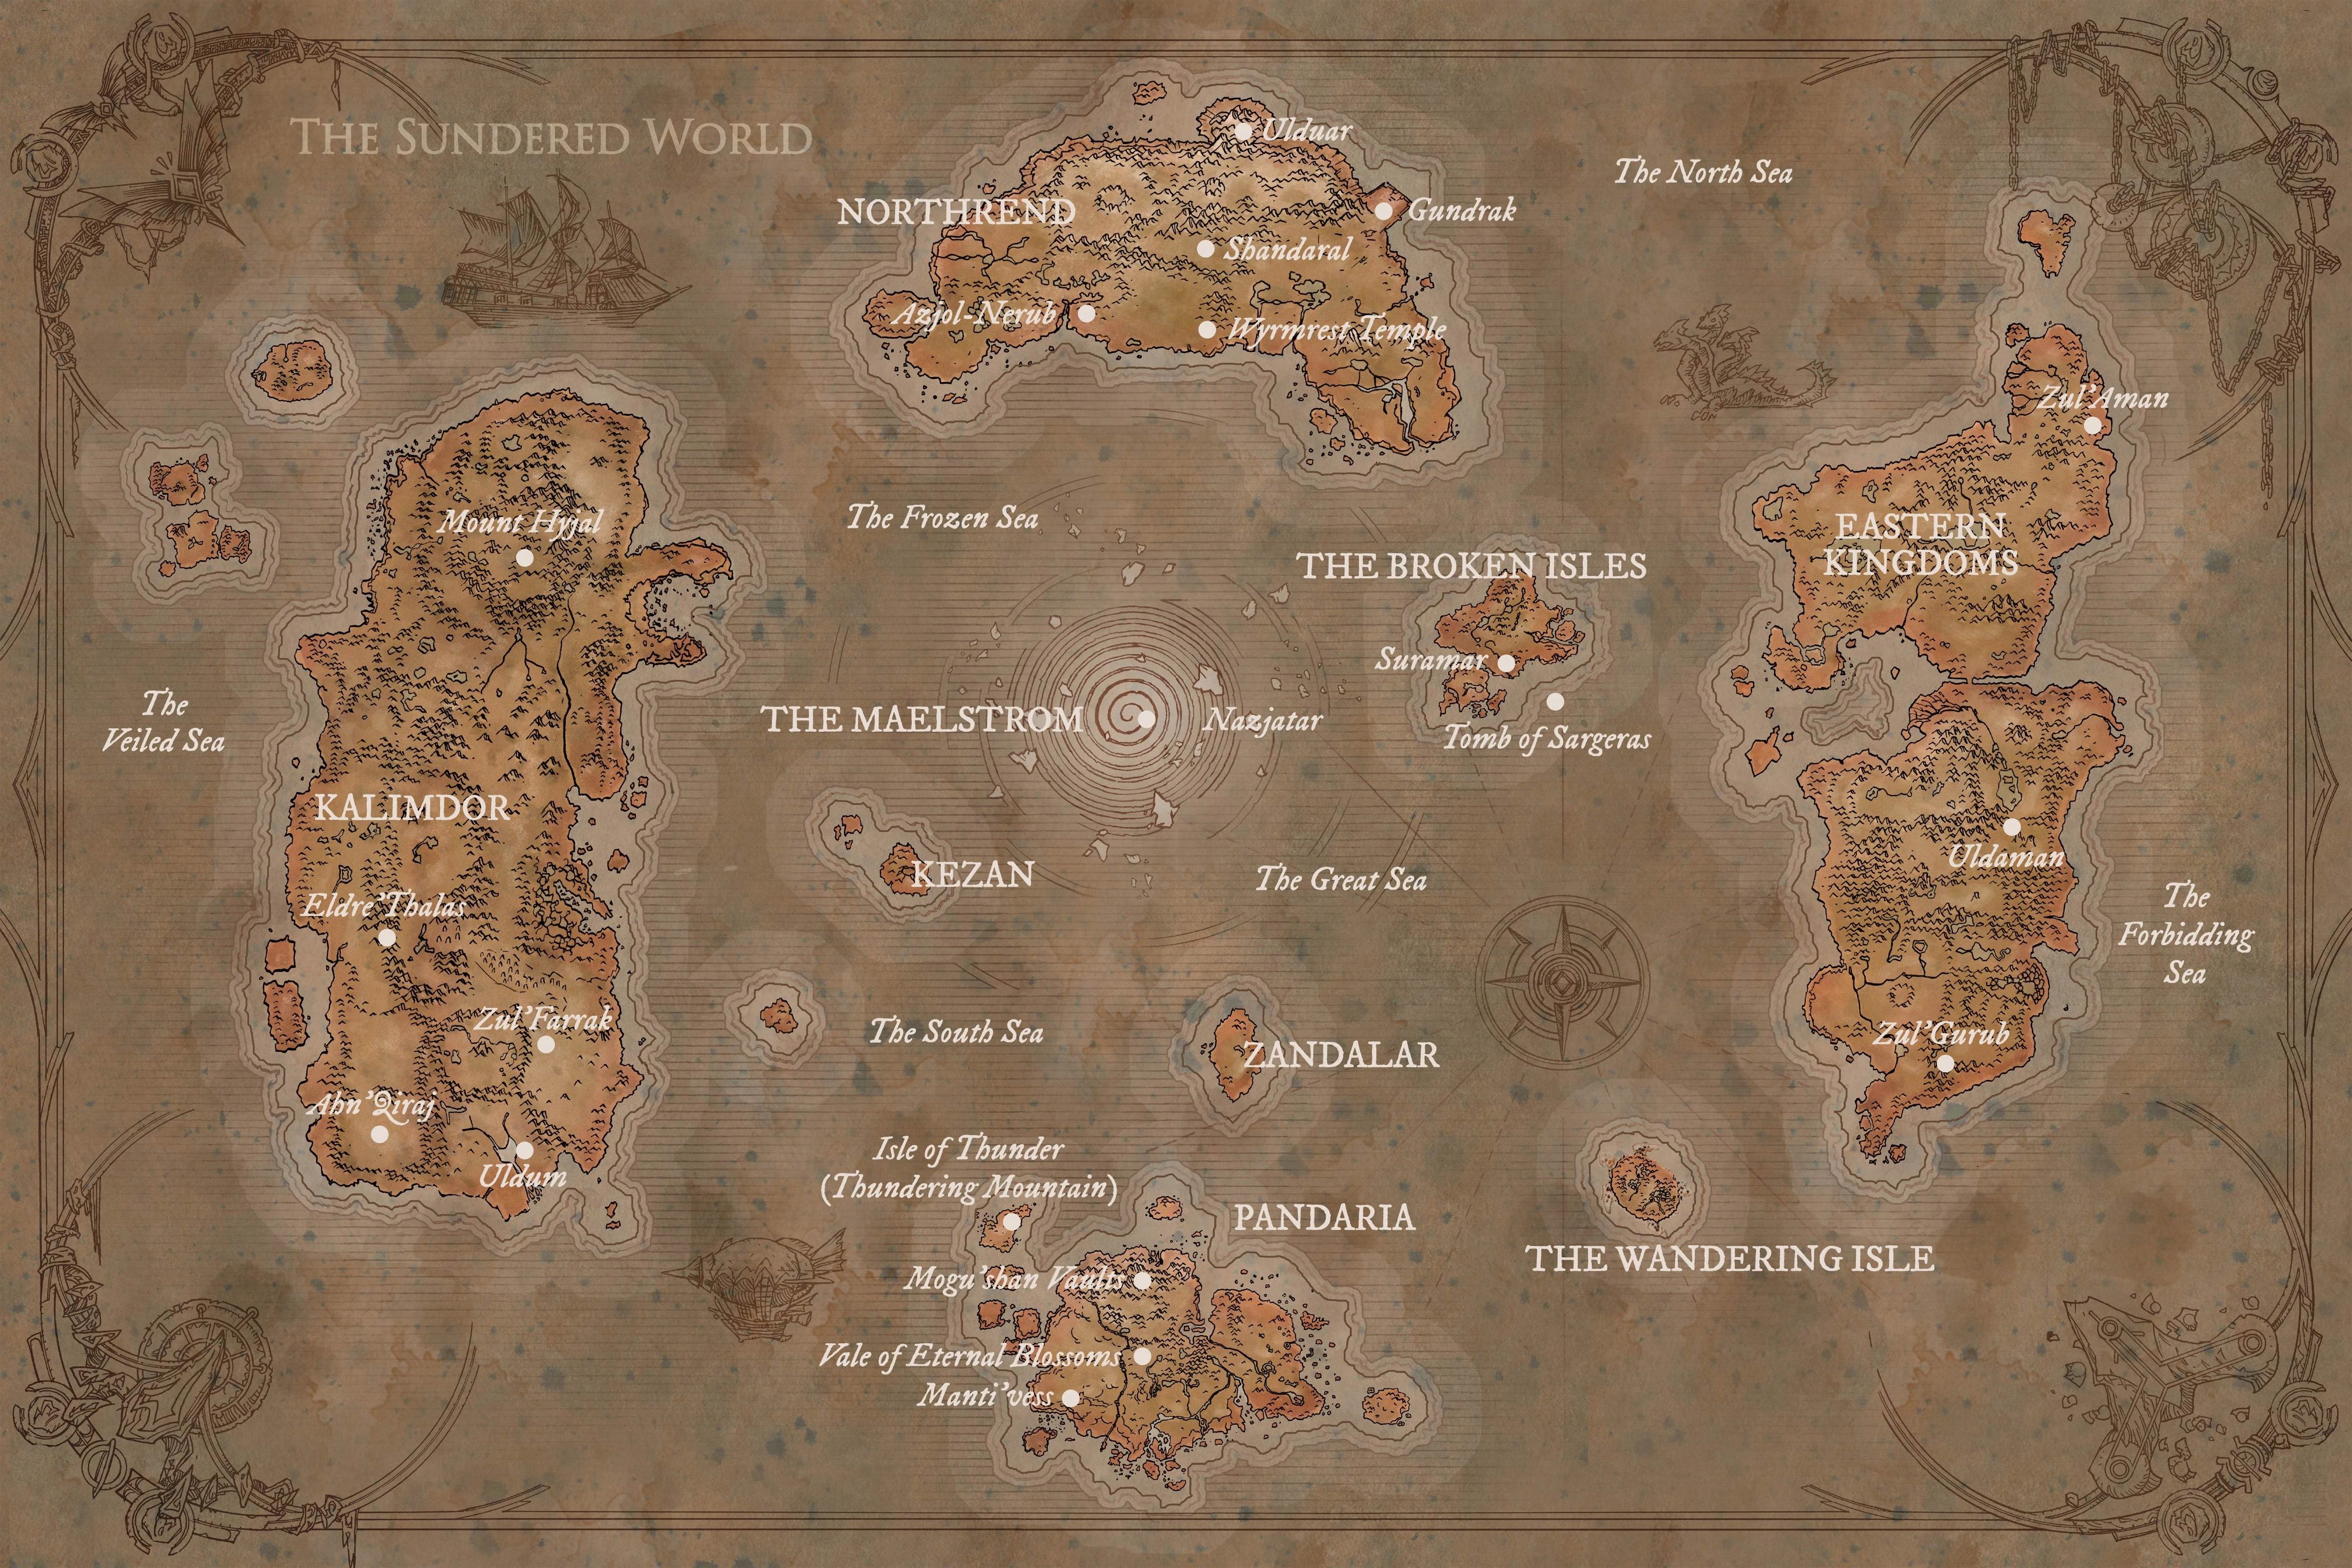 THE SUNDERED WORLD
Ulduar
The North Sea
NORTHREND
Gundrak
Shandaral
Azjol-Nerub
Wyrmrest Temple
Zul'Aman
Mount Hyjal
The Frozen Sea
EASTERN
KINGDOMS
THE BROKEN ISLES
Suramar
The
Veiled Sea
THE MAELSTROM
Nazjatar
Tomb of Sargeras
KALIMDOR
Uldaman
KEZAN
The Great Sea
The
Forbidding
Sea
Eldre'Thalas
Zul'Farrak
The South Sea
Zul'Gurub
ZANDALAR
Ahn'Qiraj
Isle of Thunder
(Thundering Mountain)
Uldum
PANDARIA
THE WANDERING ISLE
Mogu'shan Vaults
Vale of Eternal Blossoms
Manti'vess